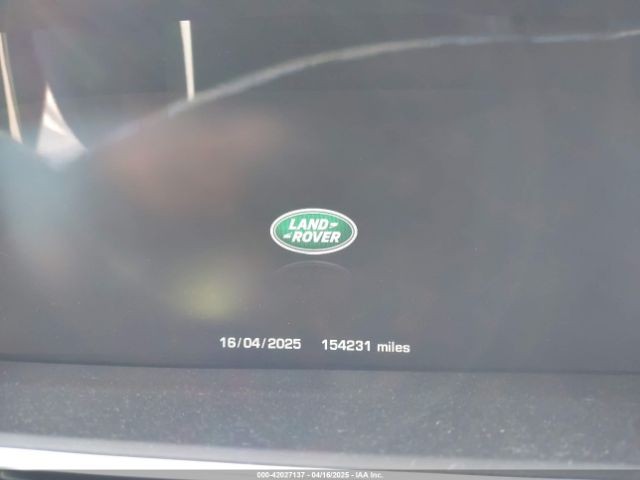 LAND
ROVER
16/04/2025 154231 miles
000-42027137 - 04/16/2025 - IAA Inc.